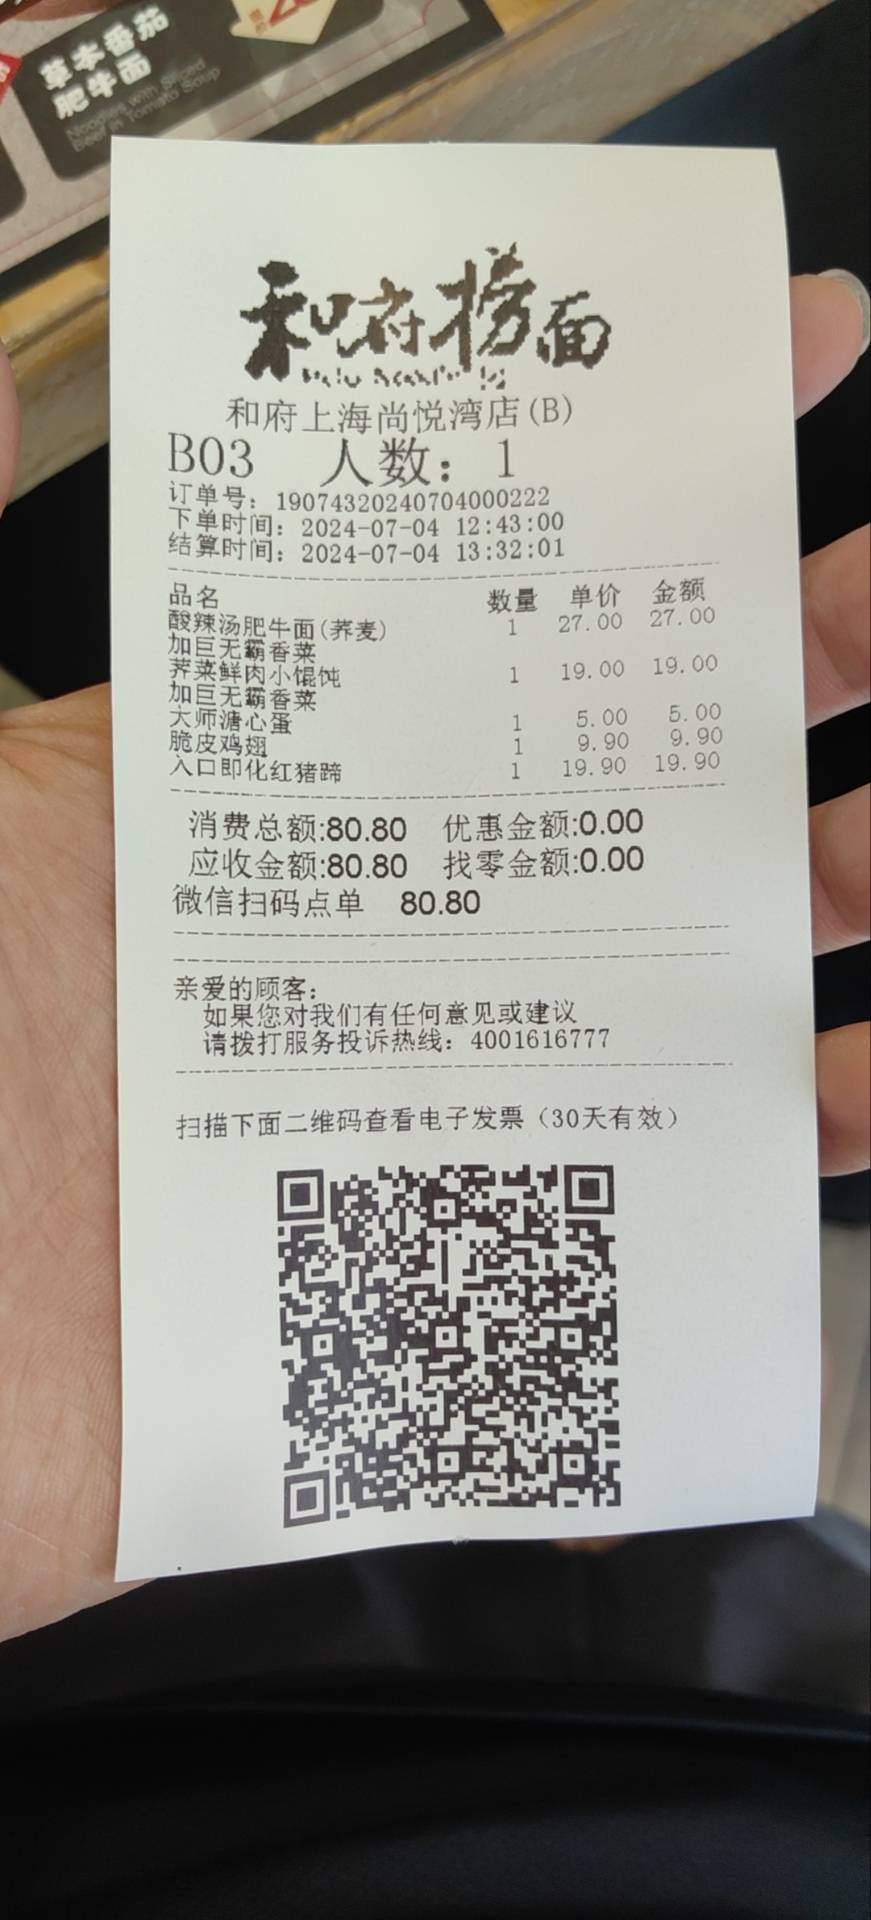 草本番茄
肥牛面
Noodles with Sliced
Beef in Tomato Soup
和府捞面
和府上海尚悦湾店(B)
B03 人数：1
订单号：19074320240704000222
下单时间：2024-07-04 12:43:00
结算时间：2024-07-04 13:32:01
品名 数量 单价 金额
酸辣汤肥牛面(荞麦) 1 27.00 27.00
加巨无霸香菜
荠菜鲜肉小馄饨 1 19.00 19.00
加巨无霸香菜
大师溏心蛋 1 5.00 5.00
脆皮鸡翅 1 9.90 9.90
入口即化红猪蹄 1 19.90 19.90
消费总额:80.80 优惠金额:0.00
应收金额:80.80 找零金额:0.00
微信扫码点单 80.80
亲爱的顾客：
如果您对我们有任何意见或建议
请拨打服务投诉热线：4001616777
扫描下面二维码查看电子发票（30天有效）